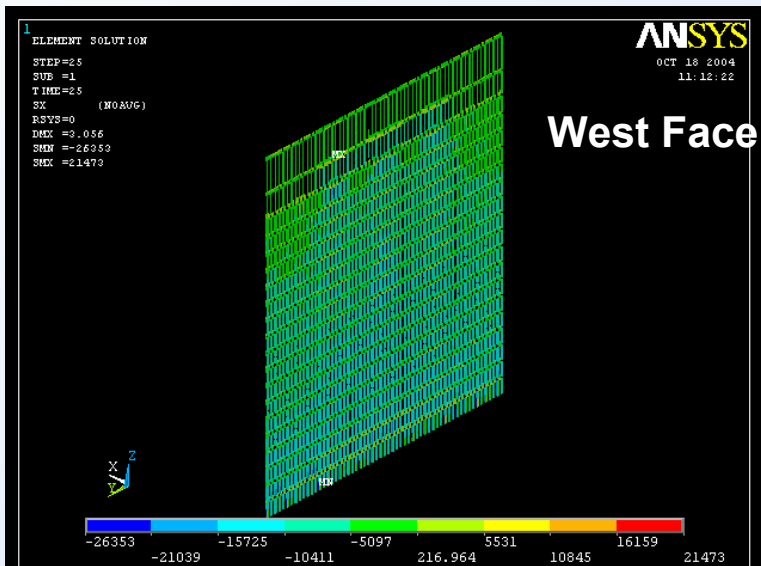 1
ELEMENT SOLUTION
STEP=25
SUB =1
TIME=25
SX (NOAVG)
RSYS=0
DMX =3.056
SMN =-26353
SMX =21473
ANSYS
OCT 18 2004
11:12:22
West Face
MX
MN
Z
X
Y
-26353 -15725 -5097 5531 16159
-21039 -10411 216.964 10845 21473